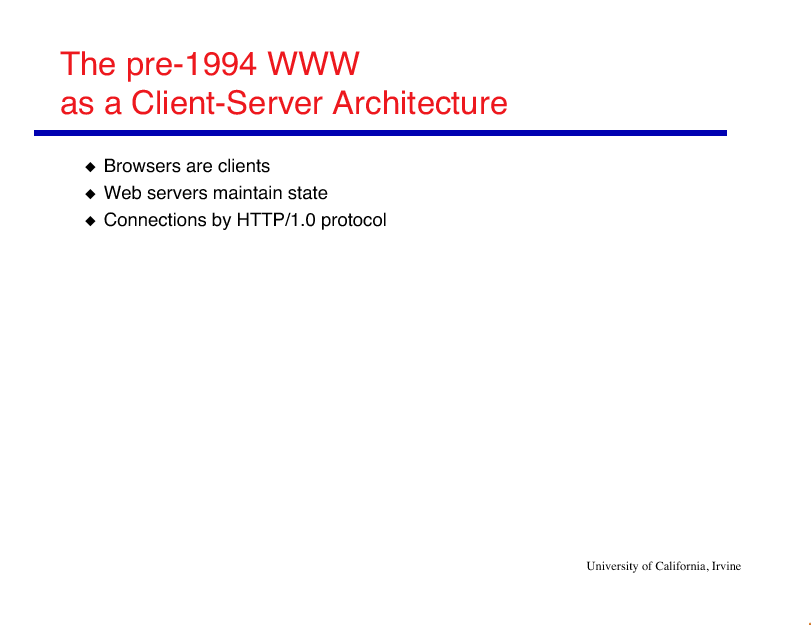 The pre-1994 WWW
as a Client-Server Architecture
◆ Browsers are clients
◆ Web servers maintain state
◆ Connections by HTTP/1.0 protocol
University of California, Irvine